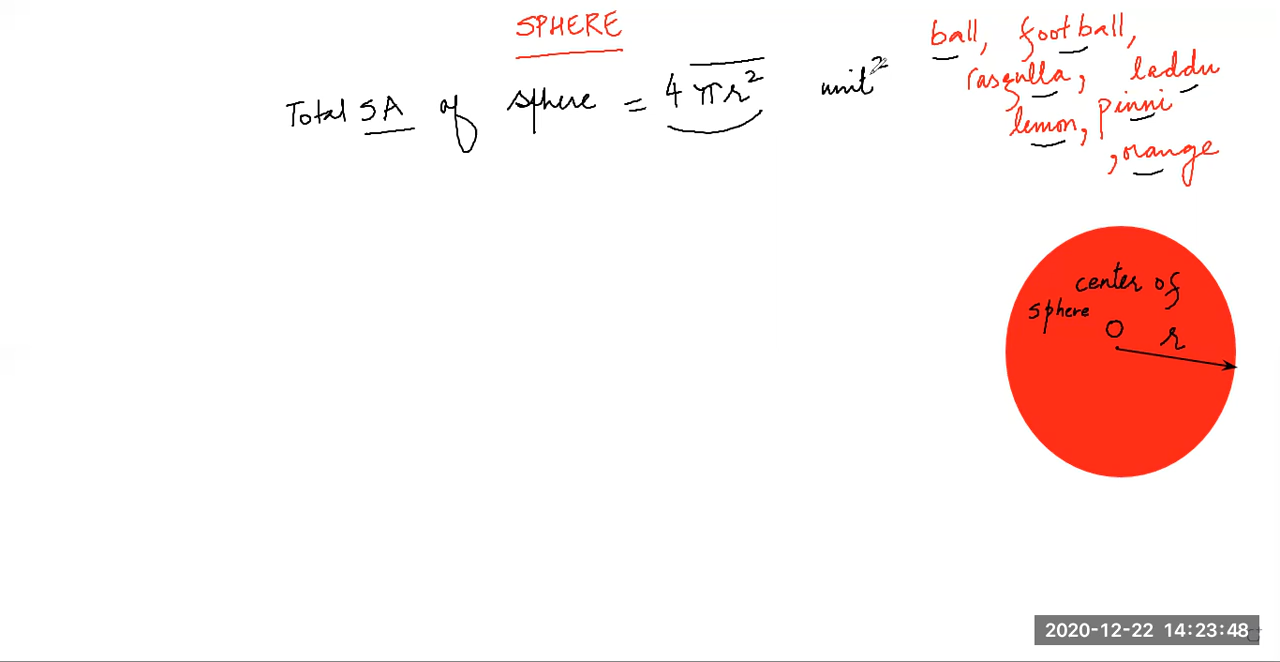 SPHERE
Total SA of sphere = 4πr² unit²
ball, football,
rasgulla, laddu
lemon, pinni
, orange
center of
sphere
O r
2020-12-22 14:23:48